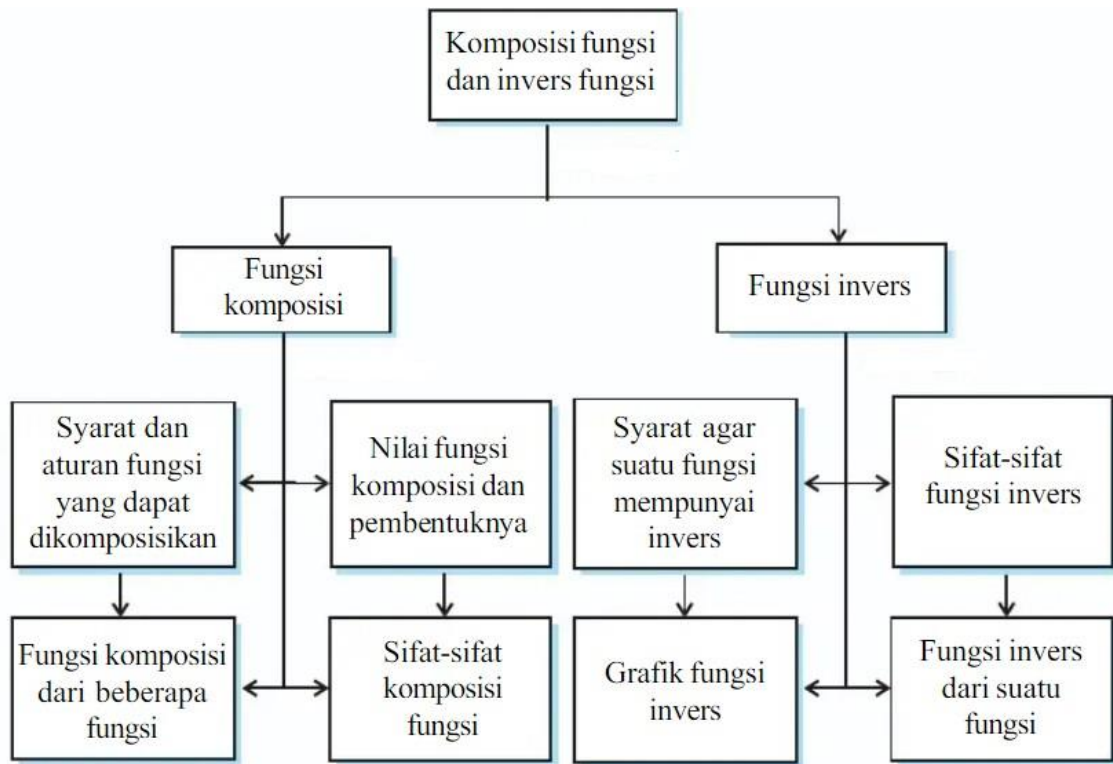 Komposisi fungsi
dan invers fungsi
Fungsi
komposisi
Fungsi invers
Syarat dan
aturan fungsi
yang dapat
dikomposisikan
Nilai fungsi
komposisi dan
pembentuknya
Syarat agar
suatu fungsi
mempunyai
invers
Sifat-sifat
fungsi invers
Fungsi komposisi
dari beberapa
fungsi
Sifat-sifat
komposisi
fungsi
Grafik fungsi
invers
Fungsi invers
dari suatu
fungsi